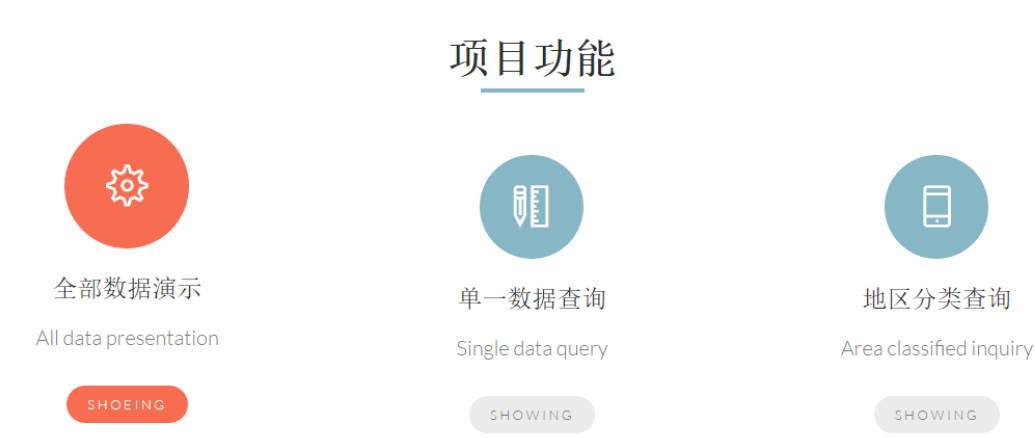 项目功能
全部数据演示
All data presentation
SHOEING
单一数据查询
Single data query
SHOWING
地区分类查询
Area classified inquiry
SHOWING